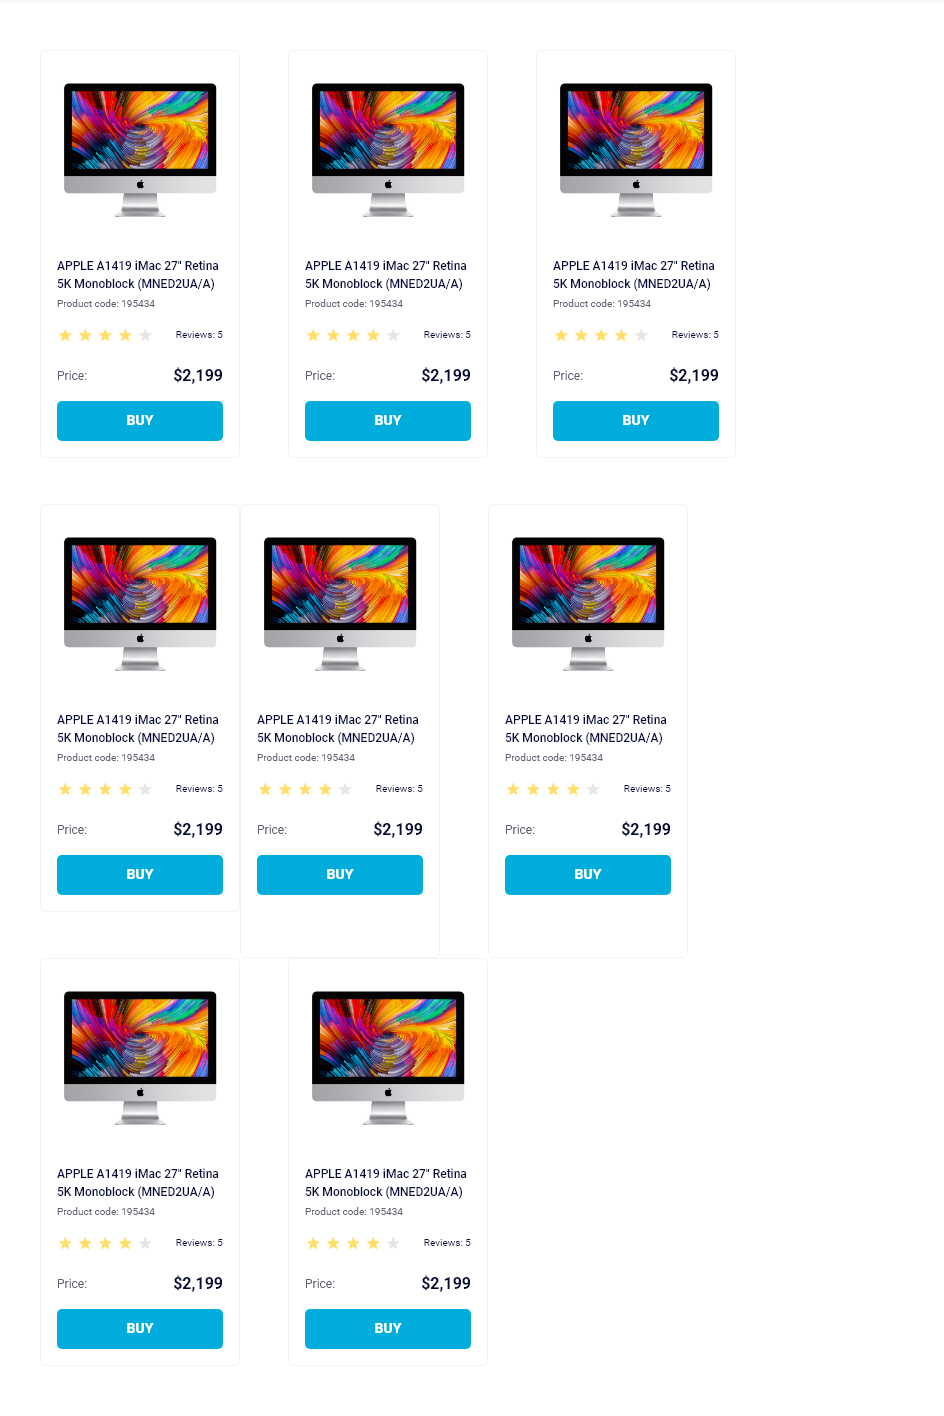 APPLE A1419 iMac 27" Retina
5K Monoblock (MNED2UA/A)
Product code: 195434
Reviews: 5
Price: $2,199
BUY
APPLE A1419 iMac 27" Retina
5K Monoblock (MNED2UA/A)
Product code: 195434
Reviews: 5
Price: $2,199
BUY
APPLE A1419 iMac 27" Retina
5K Monoblock (MNED2UA/A)
Product code: 195434
Reviews: 5
Price: $2,199
BUY
APPLE A1419 iMac 27" Retina
5K Monoblock (MNED2UA/A)
Product code: 195434
Reviews: 5
Price: $2,199
BUY
APPLE A1419 iMac 27" Retina
5K Monoblock (MNED2UA/A)
Product code: 195434
Reviews: 5
Price: $2,199
BUY
APPLE A1419 iMac 27" Retina
5K Monoblock (MNED2UA/A)
Product code: 195434
Reviews: 5
Price: $2,199
BUY
APPLE A1419 iMac 27" Retina
5K Monoblock (MNED2UA/A)
Product code: 195434
Reviews: 5
Price: $2,199
BUY
APPLE A1419 iMac 27" Retina
5K Monoblock (MNED2UA/A)
Product code: 195434
Reviews: 5
Price: $2,199
BUY